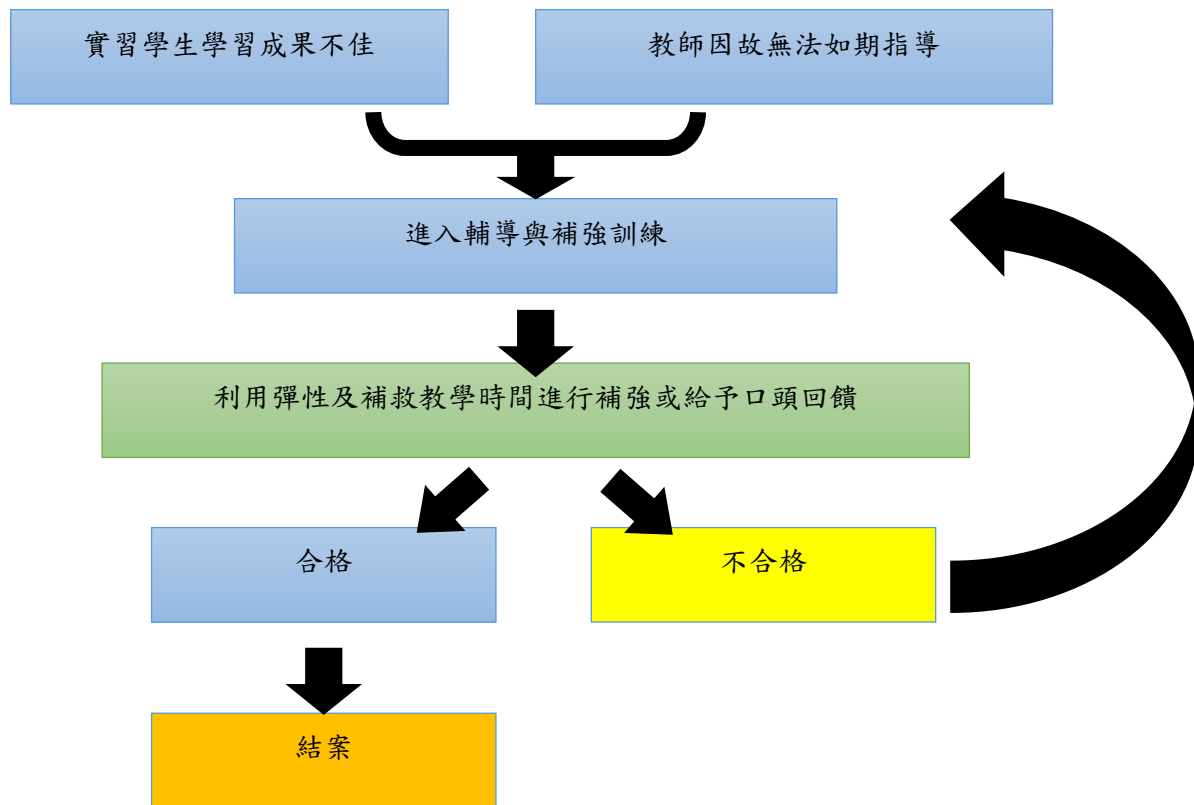 實習學生學習成果不佳
教師因故無法如期指導
進入輔導與補強訓練
利用彈性及補救教學時間進行補強或給予口頭回饋
合格
不合格
結案